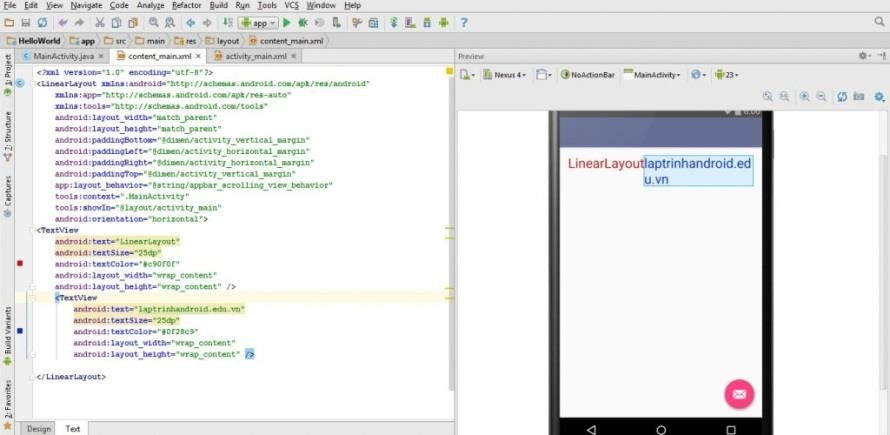 File Edit View Navigate Code Analyze Refactor Build Run Tools VCS Window Help
app
HelloWorld app src main res layout content_main.xml
MainActivity.java content_main.xml activity_main.xml
Preview
Nexus 4 NoActionBar MainActivity 23
1: Project
7: Structure
Captures
Build Variants
2: Favorites
<?xml version="1.0" encoding="utf-8"?>
<LinearLayout xmlns:android="http://schemas.android.com/apk/res/android"
xmlns:app="http://schemas.android.com/apk/res-auto"
xmlns:tools="http://schemas.android.com/tools"
android:layout_width="match_parent"
android:layout_height="match_parent"
android:paddingBottom="@dimen/activity_vertical_margin"
android:paddingLeft="@dimen/activity_horizontal_margin"
android:paddingRight="@dimen/activity_horizontal_margin"
android:paddingTop="@dimen/activity_vertical_margin"
app:layout_behavior="@string/appbar_scrolling_view_behavior"
tools:context=".MainActivity"
tools:showIn="@layout/activity_main"
android:orientation="horizontal">
<TextView
android:text="LinearLayout"
android:textSize="25dp"
android:textColor="#c90f0f"
android:layout_width="wrap_content"
android:layout_height="wrap_content" />
<TextView
android:text="laptrinhandroid.edu.vn"
android:textSize="25dp"
android:textColor="#0f28c9"
android:layout_width="wrap_content"
android:layout_height="wrap_content" />
</LinearLayout>
Design Text
6:00
LinearLayout laptrinhandroid.ed
u.vn